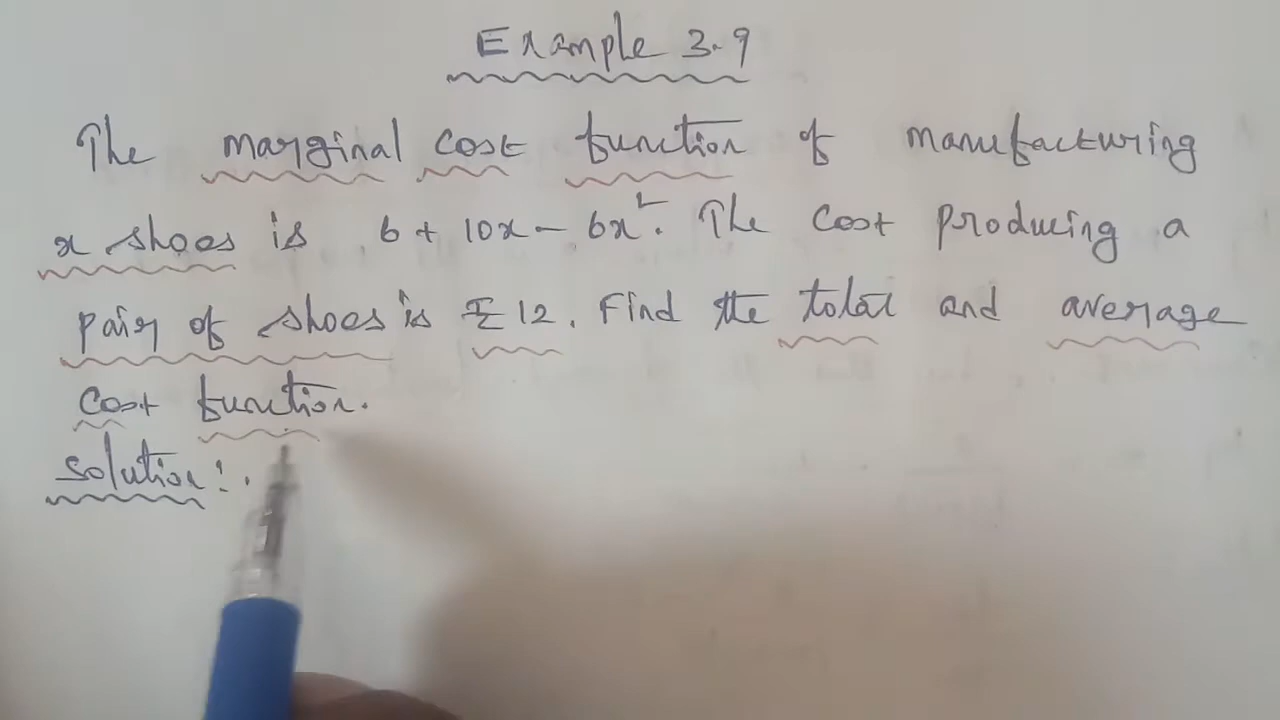 Example 3.9
The marginal cost function of manufacturing
x shoes is 6 + 10x - 6x². The cost producing a
pair of shoes is ₹ 12. Find the total and average
cost function.
Solution: